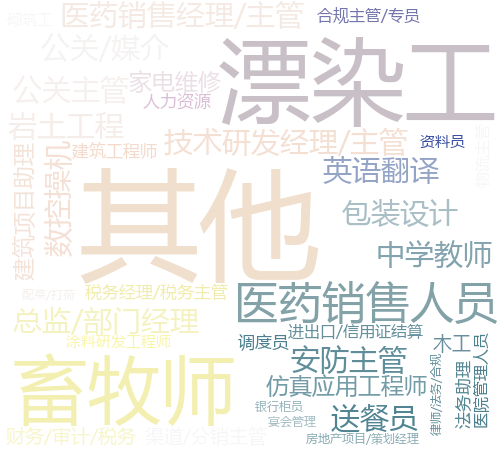 砌筑工
医药销售经理/主管
合规主管/专员
公关/媒介
漂染工
家电维修
公关主管
人力资源
岩土工程
技术研发经理/主管
资料员
物流主管
建筑工程师
建筑项目助理
数控操机
其他
英语翻译
包装设计
中学教师
配菜/打荷
税务经理/税务主管
医药销售人员
总监/部门经理
进出口/信用证结算
调度员
涂料研发工程师
木工
安防主管
畜牧师
仿真应用工程师
律师/法务/合规
法务助理
医院管理人员
银行柜员
送餐员
宴会管理
财务/审计/税务
渠道/分销主管
房地产项目/策划经理